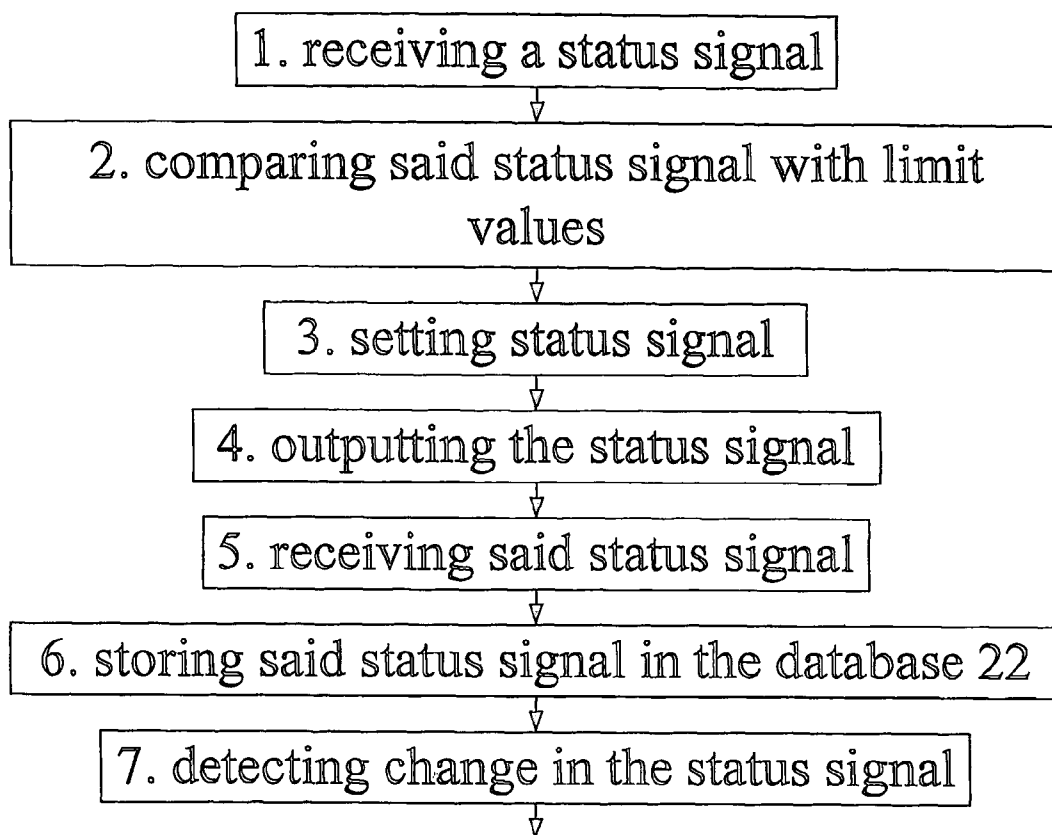 1. receiving a status signal
2. comparing said status signal with limit
values
3. setting status signal
4. outputting the status signal
5. receiving said status signal
6. storing said status signal in the database 22
7. detecting change in the status signal